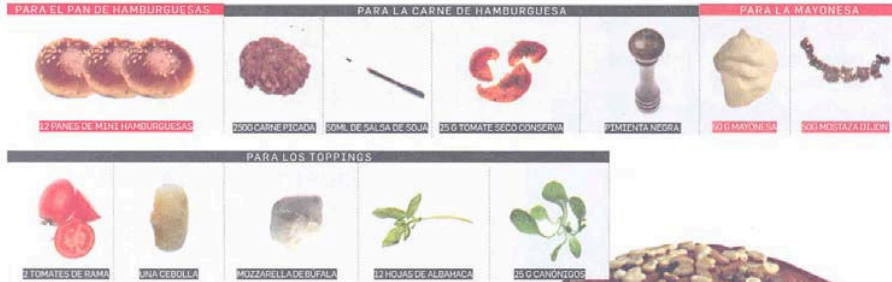 PARA EL PAN DE HAMBURGUESAS
PARA LA CARNE DE HAMBURGUESA
PARA LA MAYONESA
12 PANES DE MINI HAMBURGUESAS
250G CARNE PICADA
50ML DE SALSA DE SOJA
25 G TOMATE SECO CONSERVA
PIMIENTA NEGRA
60 G MAYONESA
50G MOSTAZA DIJON
PARA LOS TOPPINGS
2 TOMATES DE RAMA
UNA CEBOLLA
MOZZARELLA DE BÚFALA
12 HOJAS DE ALBAHACA
25 G CANÓNIGOS